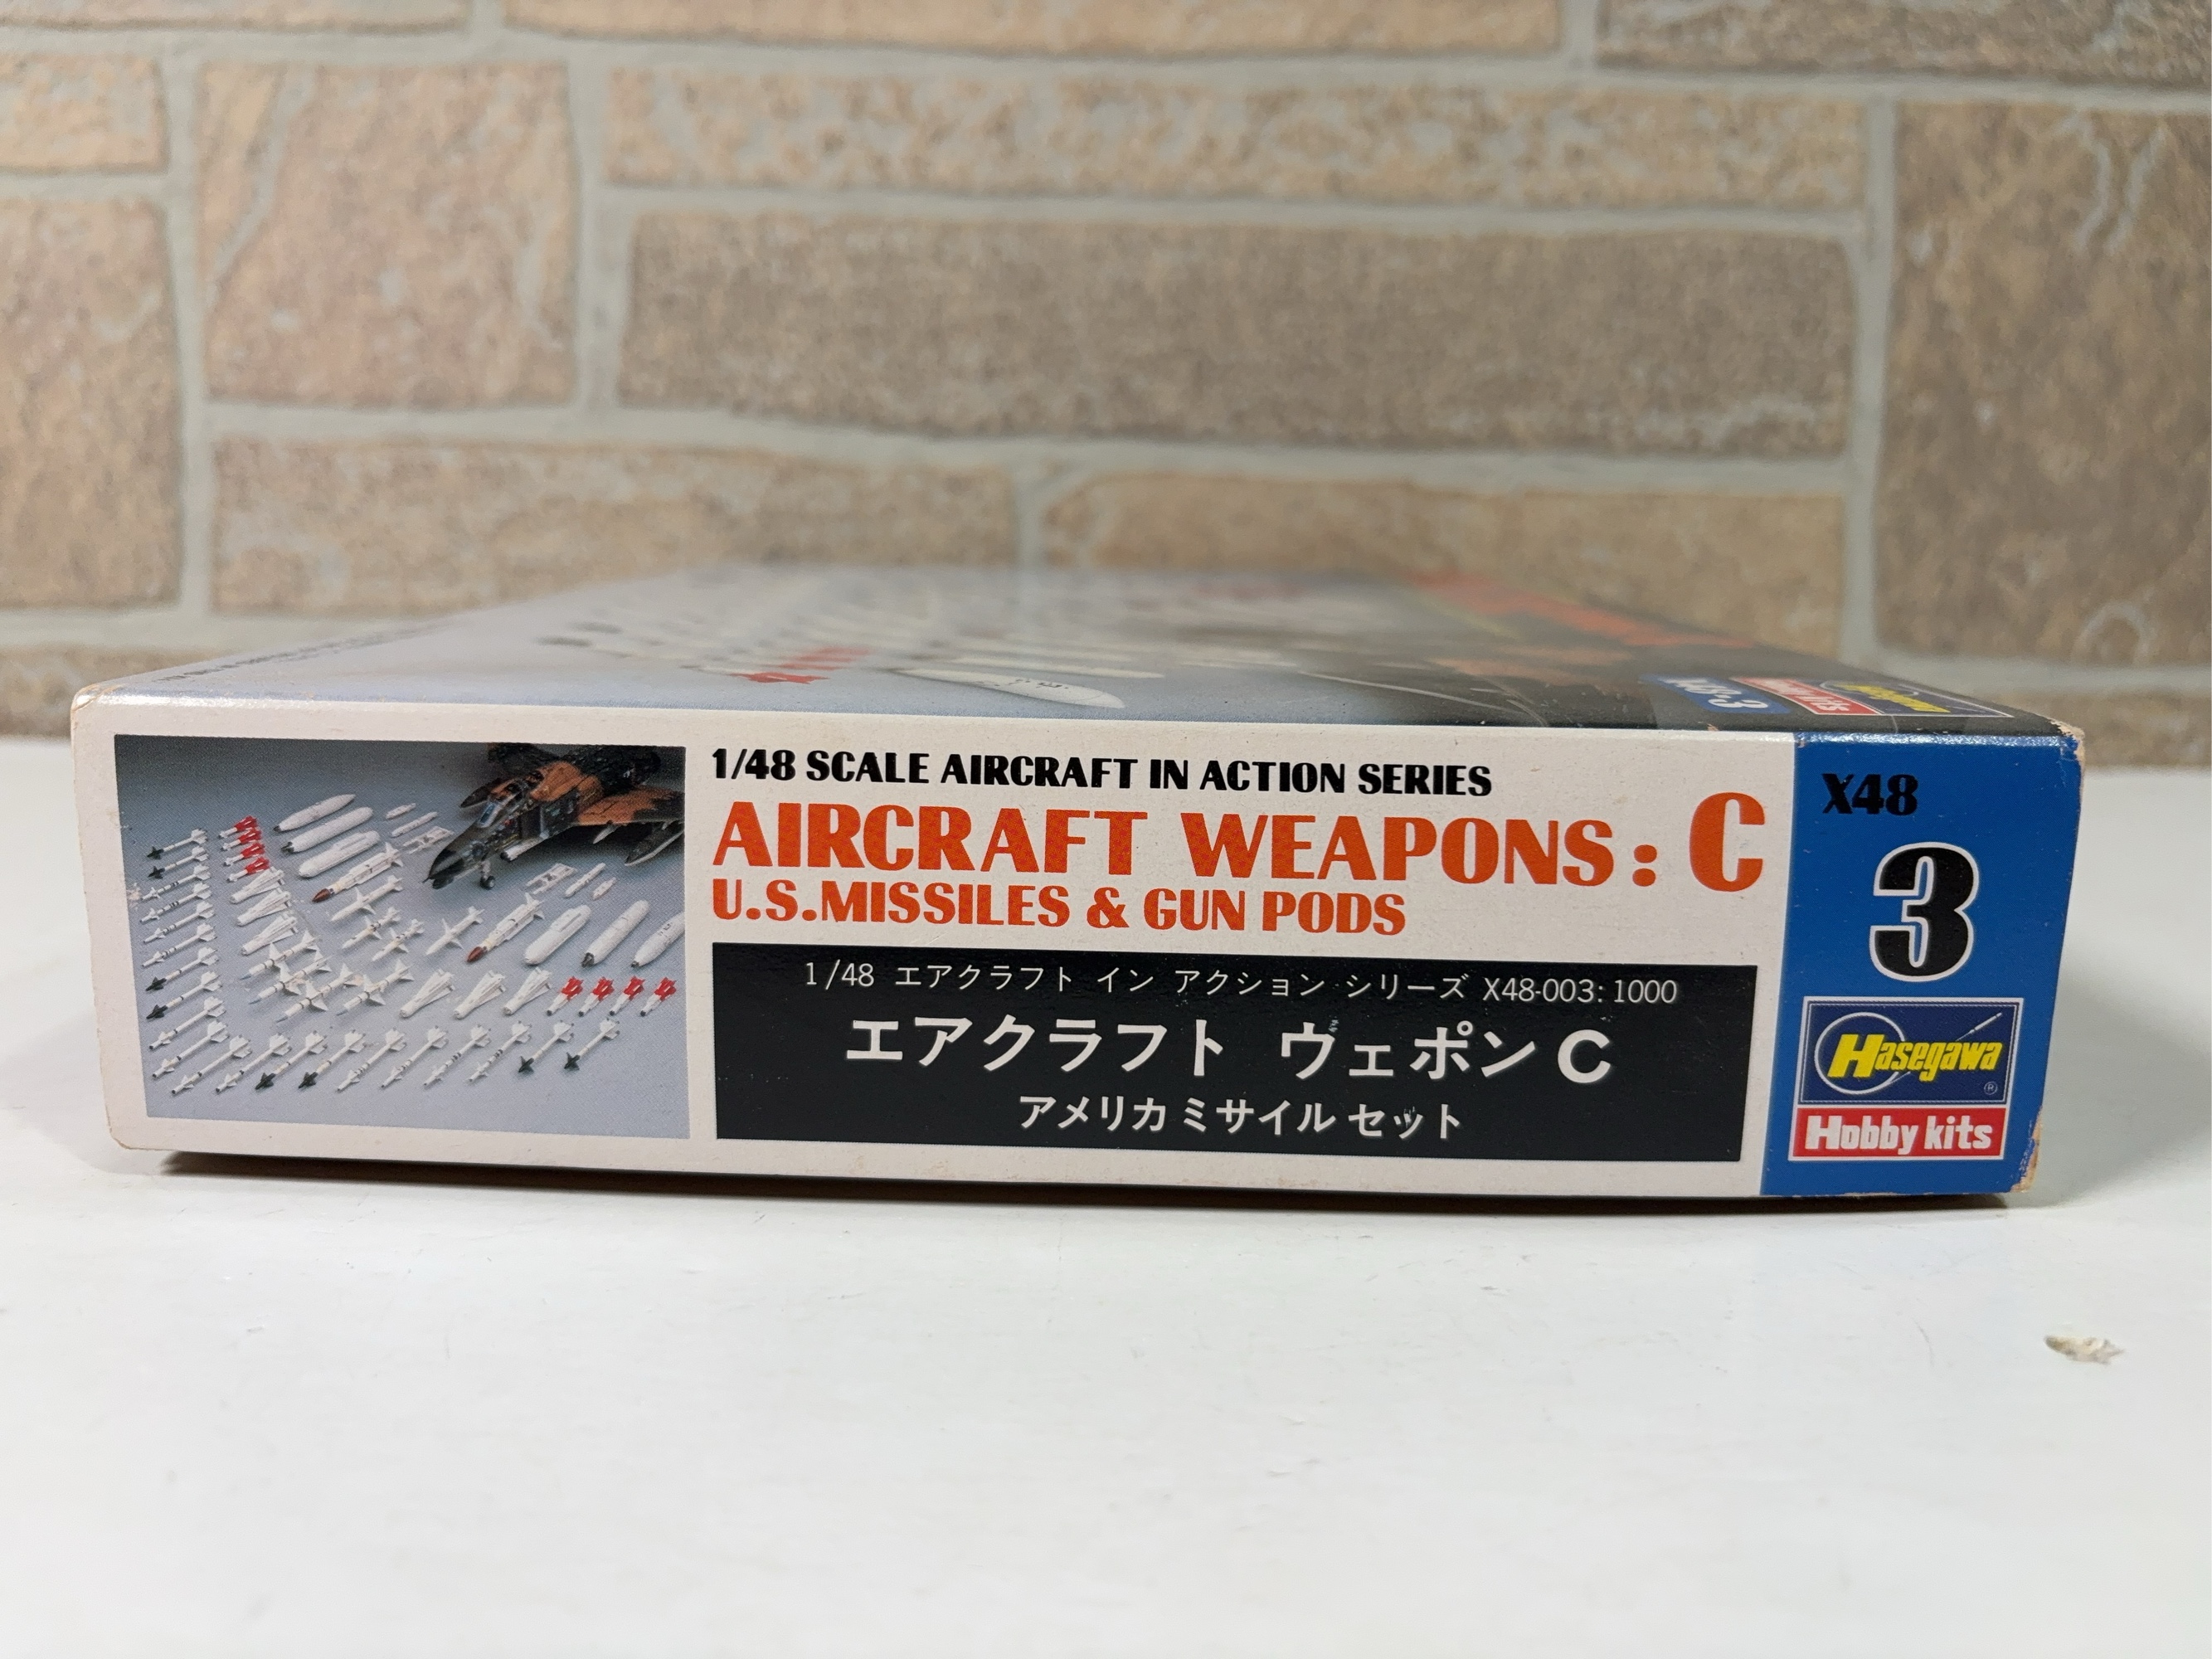 X48-3
1/48 SCALE AIRCRAFT IN ACTION SERIES
AIRCRAFT WEAPONS : C
U.S.MISSILES & GUN PODS
1/48 エアクラフト イン アクション シリーズ X48-003: 1000
エアクラフト ウェポン C
アメリカ ミサイル セット
X48
3
Hasegawa
®
Hobby kits